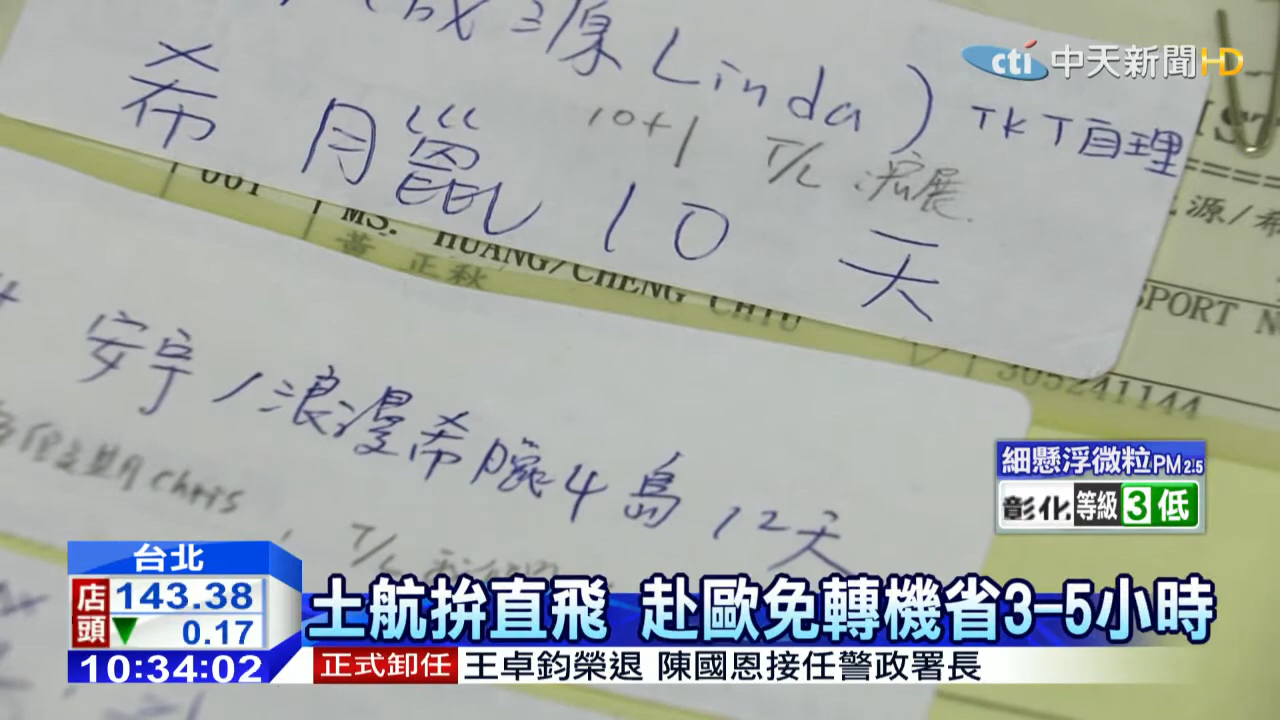 源Linda)TKT自理
cti中天新聞HD
10+1 T/C
希臘10天
001 MS. HUANG/CHENG CHIU
黃正秋
源/希
SPORT N
305241144
安宇/浪漫希臘4島12天
Chris
T/C
細懸浮微粒PM2.5
彰化 等級 3 低
台北
店頭 143.38
▼ 0.17
10:34:02
土航拚直飛 赴歐免轉機省3-5小時
正式卸任 王卓鈞榮退 陳國恩接任警政署長